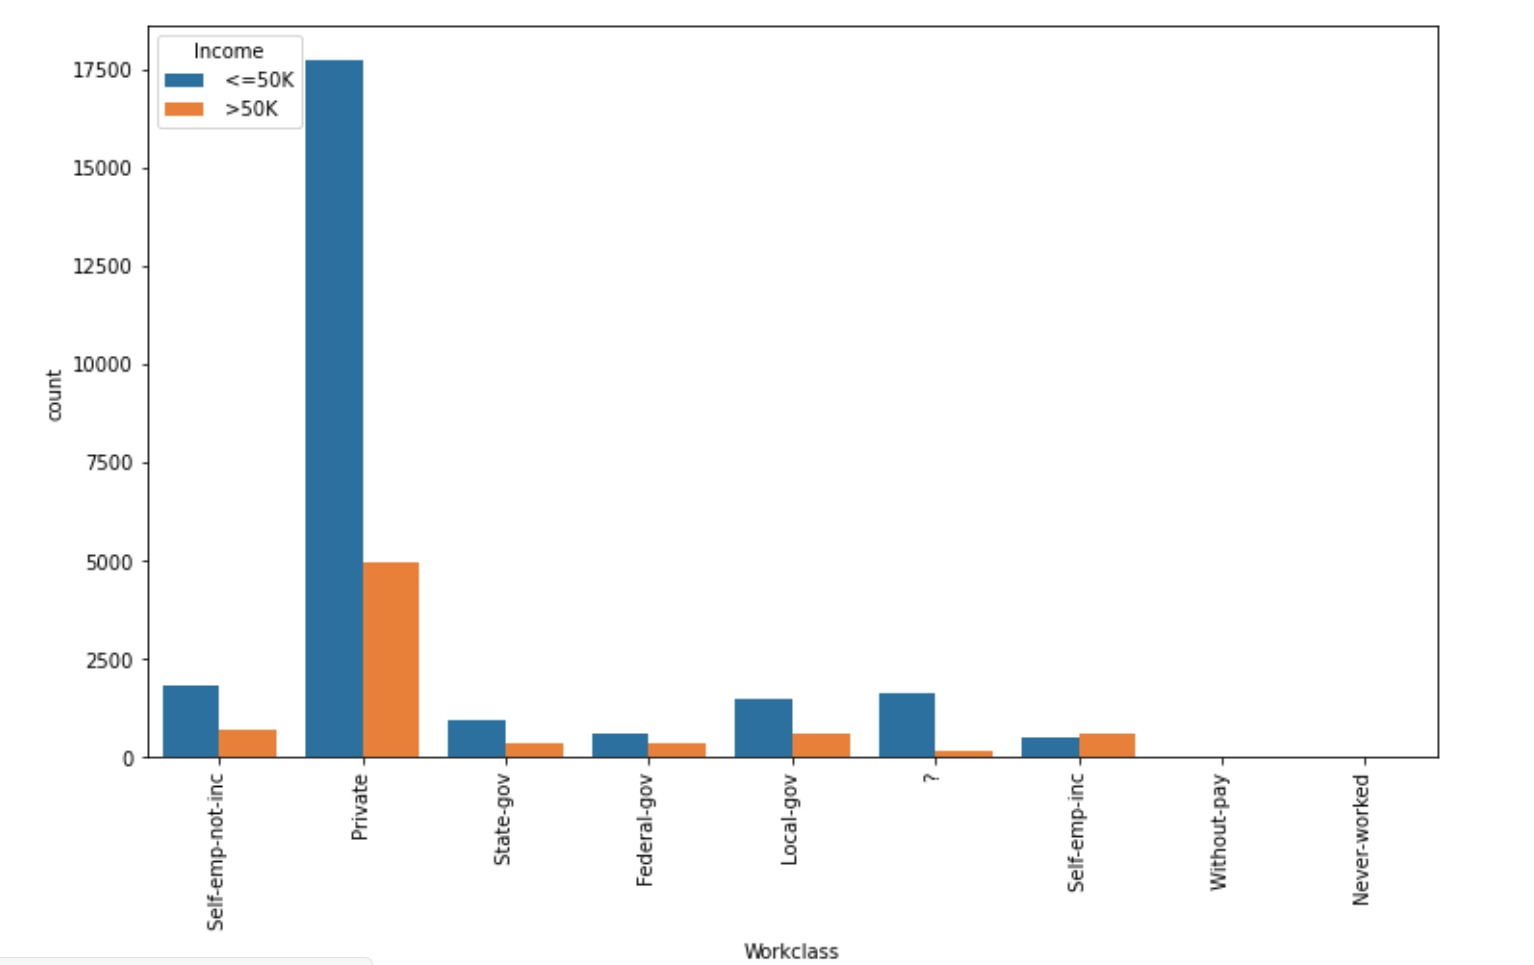 Income
<=50K
>50K
17500
15000
12500
10000
7500
5000
2500
0
count
Self-emp-not-inc
Private
State-gov
Federal-gov
Local-gov
?
Self-emp-inc
Without-pay
Never-worked
Workclass